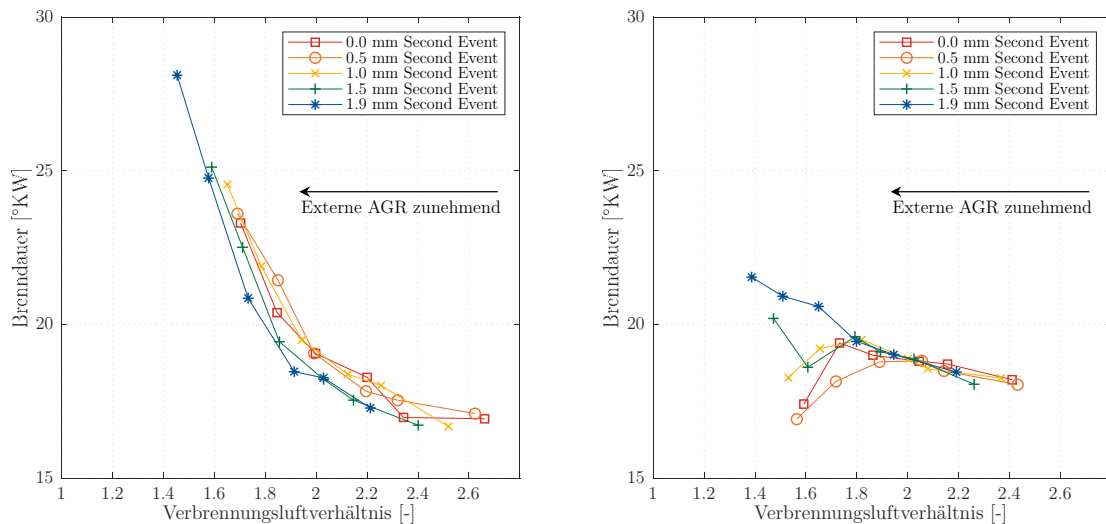 30
25
20
15
Brenndauer [°KW]
0.0 mm Second Event
0.5 mm Second Event
1.0 mm Second Event
1.5 mm Second Event
1.9 mm Second Event
Externe AGR zunehmend
1 1.2 1.4 1.6 1.8 2 2.2 2.4 2.6
Verbrennungsluftverhältnis [-]
30
25
20
15
Brenndauer [°KW]
0.0 mm Second Event
0.5 mm Second Event
1.0 mm Second Event
1.5 mm Second Event
1.9 mm Second Event
Externe AGR zunehmend
1 1.2 1.4 1.6 1.8 2 2.2 2.4 2.6
Verbrennungsluftverhältnis [-]